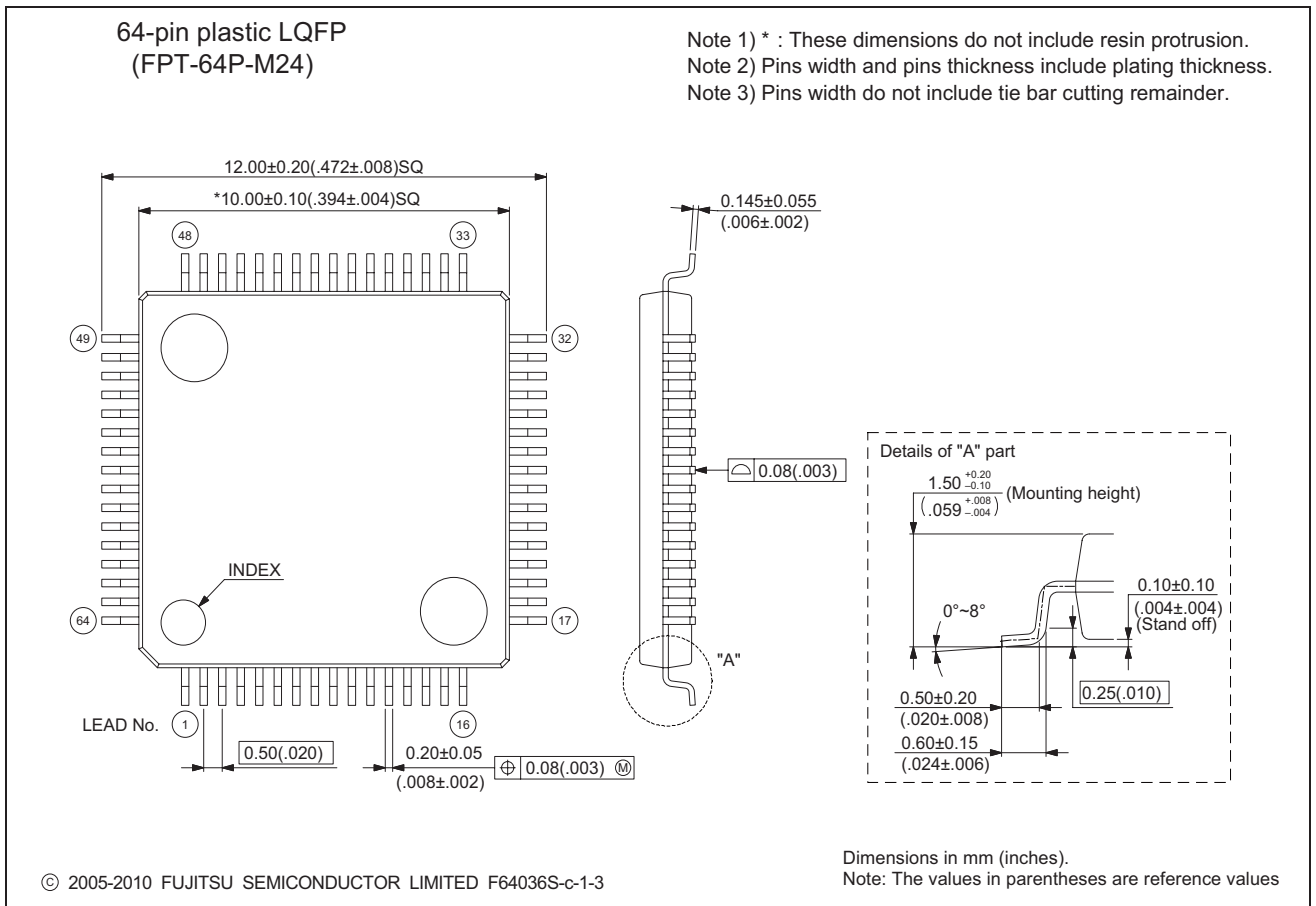 64-pin plastic LQFP
(FPT-64P-M24)
Note 1) * : These dimensions do not include resin protrusion.
Note 2) Pins width and pins thickness include plating thickness.
Note 3) Pins width do not include tie bar cutting remainder.
12.00±0.20(.472±.008)SQ
*10.00±0.10(.394±.004)SQ
0.145±0.055
(.006±.002)
48
33
49
32
0.08(.003)
Details of "A" part
1.50 +0.20 –0.10
(.059 +.008 –.004)
(Mounting height)
INDEX
0.10±0.10
(.004±.004)
(Stand off)
0°~8°
64
17
"A"
0.25(.010)
0.50±0.20
(.020±.008)
0.60±0.15
(.024±.006)
LEAD No.
1
16
0.50(.020)
0.20±0.05
(.008±.002)
⌖ 0.08(.003) Ⓜ
© 2005-2010 FUJITSU SEMICONDUCTOR LIMITED F64036S-c-1-3
Dimensions in mm (inches).
Note: The values in parentheses are reference values